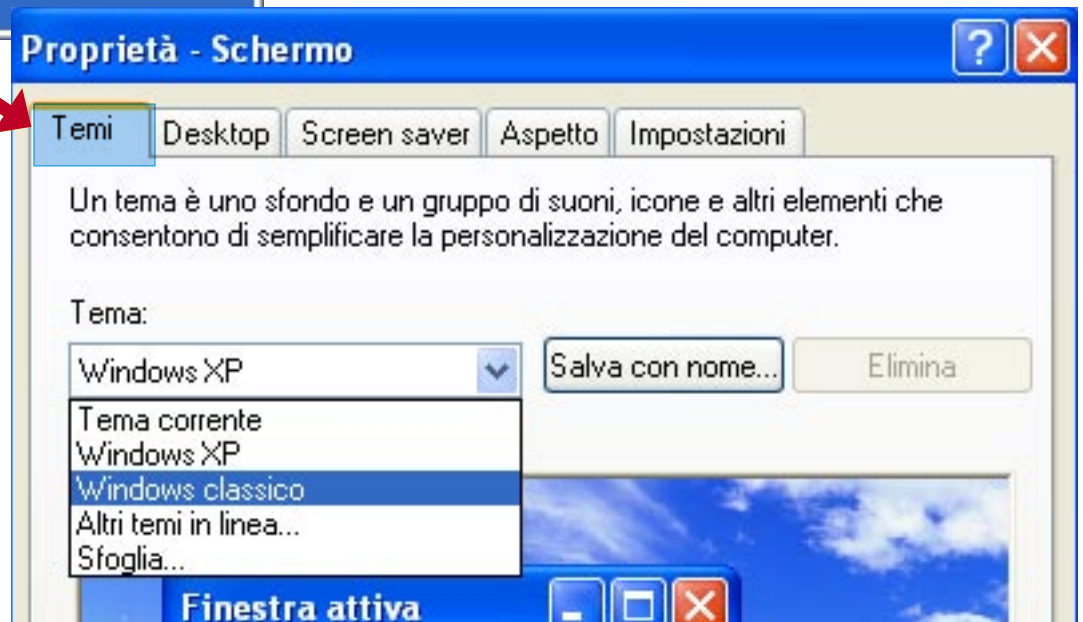 Proprietà - Schermo
Temi Desktop Screen saver Aspetto Impostazioni
Un tema è uno sfondo e un gruppo di suoni, icone e altri elementi che
consentono di semplificare la personalizzazione del computer.
Tema:
Windows XP Salva con nome... Elimina
Tema corrente
Windows XP
Windows classico
Altri temi in linea...
Sfoglia...
Finestra attiva